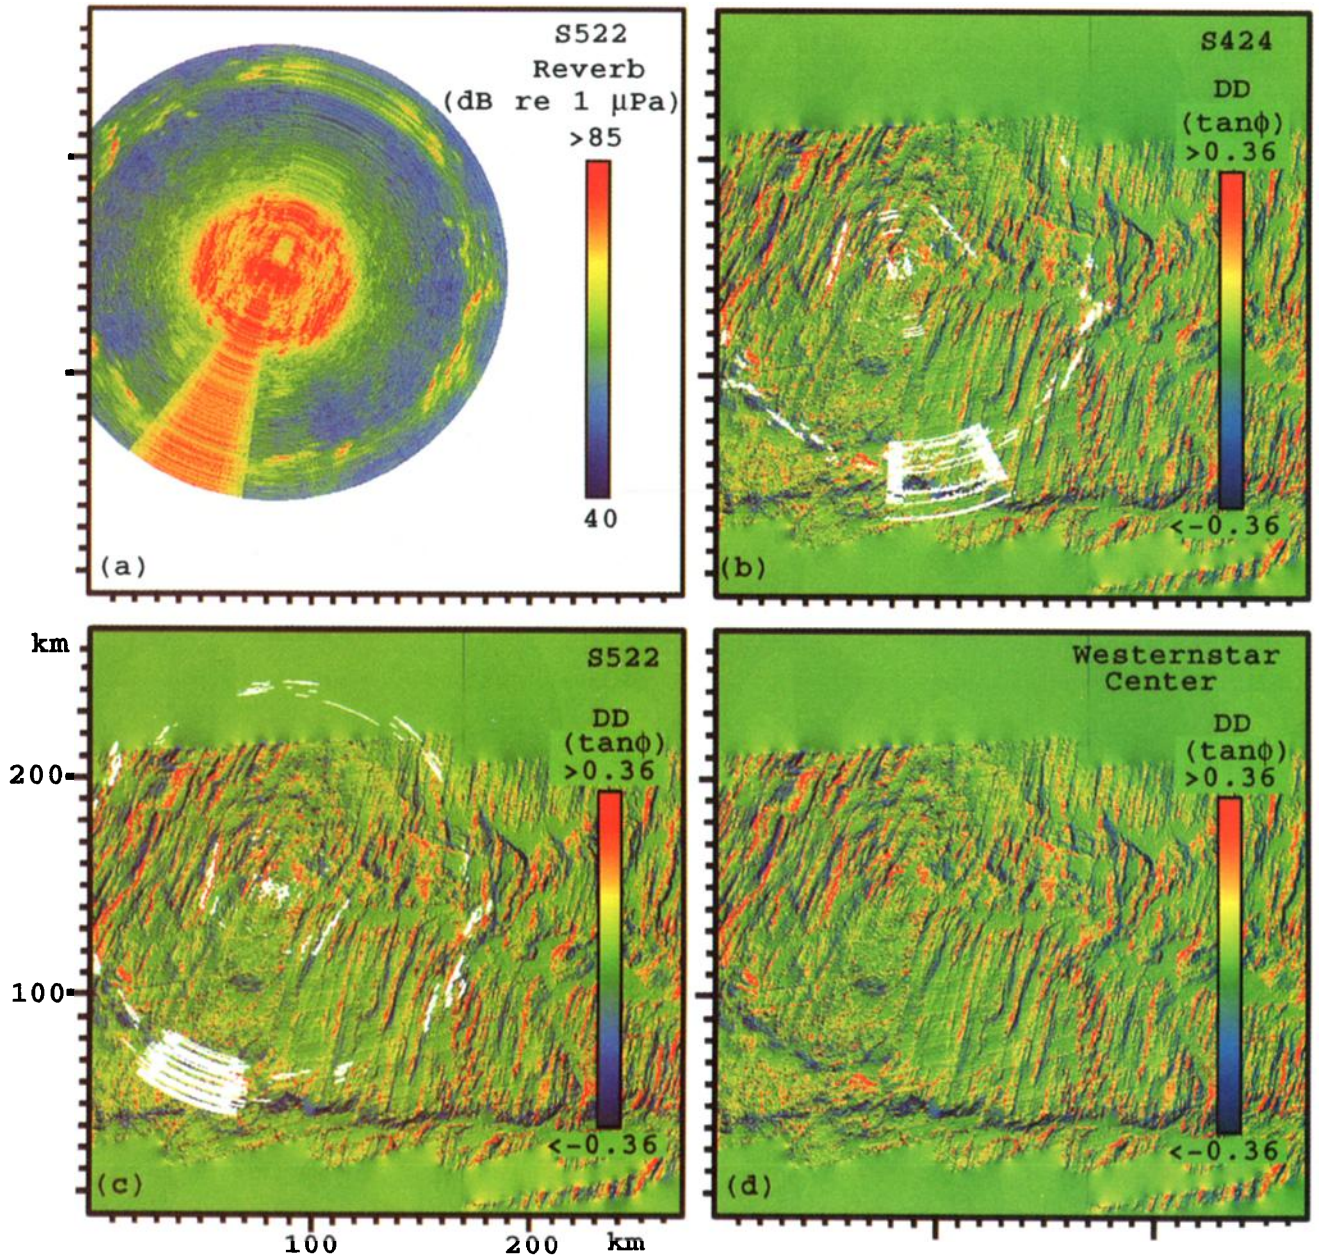 S522
Reverb
(dB re 1 µPa)
>85
40
(a)
S424
DD
(tanϕ)
>0.36
<-0.36
(b)
km
S522
DD
(tanϕ)
>0.36
<-0.36
200
100
(c)
100
200
km
Westernstar
Center
DD
(tanϕ)
>0.36
<-0.36
(d)